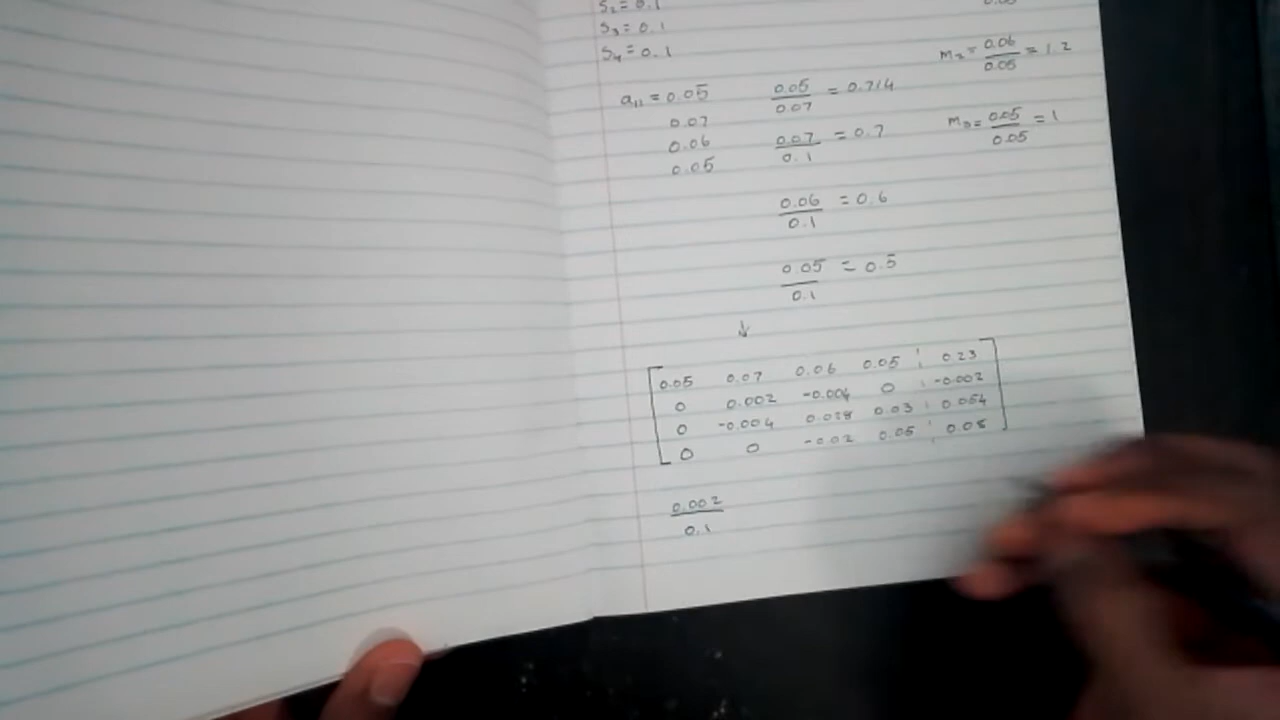 S₂ = 0.1
S₃ = 0.1
S₄ = 0.1
m₂ = 0.06/0.05 = 1.2
a₁₁ = 0.05
0.07
0.06
0.05
0.05/0.07 = 0.714
0.07/0.1 = 0.7
0.06/0.1 = 0.6
0.05/0.1 = 0.5
m₃ = 0.05/0.05 = 1
↓
0.05 0.07 0.06 0.05 ¦ 0.23
0 0.002 -0.004 0 ¦ -0.002
0 -0.004 0.028 0.03 ¦ 0.054
0 0 -0.02 0.05 ¦
0.002/0.1